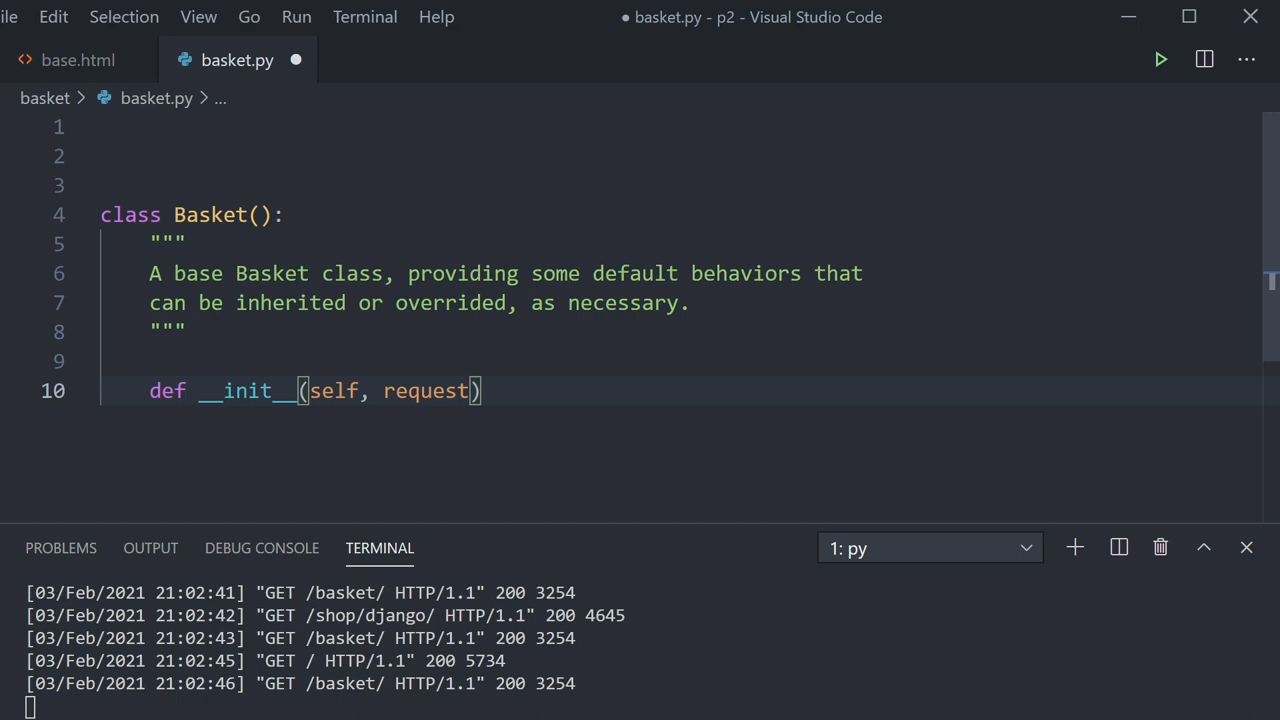 ile Edit Selection View Go Run Terminal Help ● basket.py - p2 - Visual Studio Code
base.html basket.py
basket > basket.py > ...
1
2
3
4 class Basket():
5 """
6 A base Basket class, providing some default behaviors that
7 can be inherited or overrided, as necessary.
8 """
9
10 def __init__(self, request)
PROBLEMS OUTPUT DEBUG CONSOLE TERMINAL 1: py
[03/Feb/2021 21:02:41] "GET /basket/ HTTP/1.1" 200 3254
[03/Feb/2021 21:02:42] "GET /shop/django/ HTTP/1.1" 200 4645
[03/Feb/2021 21:02:43] "GET /basket/ HTTP/1.1" 200 3254
[03/Feb/2021 21:02:45] "GET / HTTP/1.1" 200 5734
[03/Feb/2021 21:02:46] "GET /basket/ HTTP/1.1" 200 3254